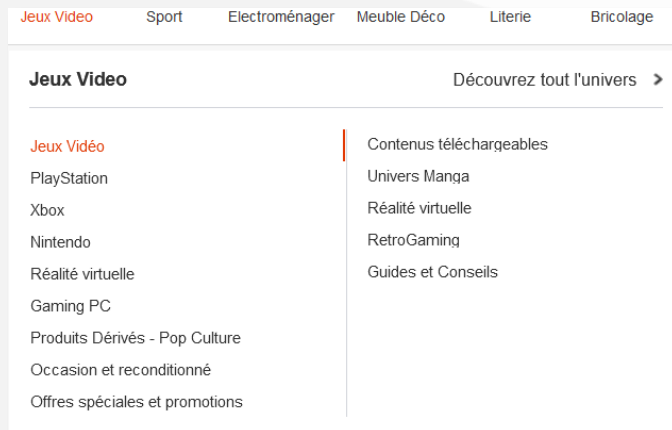 Jeux Video Sport Electroménager Meuble Déco Literie Bricolage
Jeux Video Découvrez tout l'univers >
Jeux Vidéo
PlayStation
Xbox
Nintendo
Réalité virtuelle
Gaming PC
Produits Dérivés - Pop Culture
Occasion et reconditionné
Offres spéciales et promotions
Contenus téléchargeables
Univers Manga
Réalité virtuelle
RetroGaming
Guides et Conseils